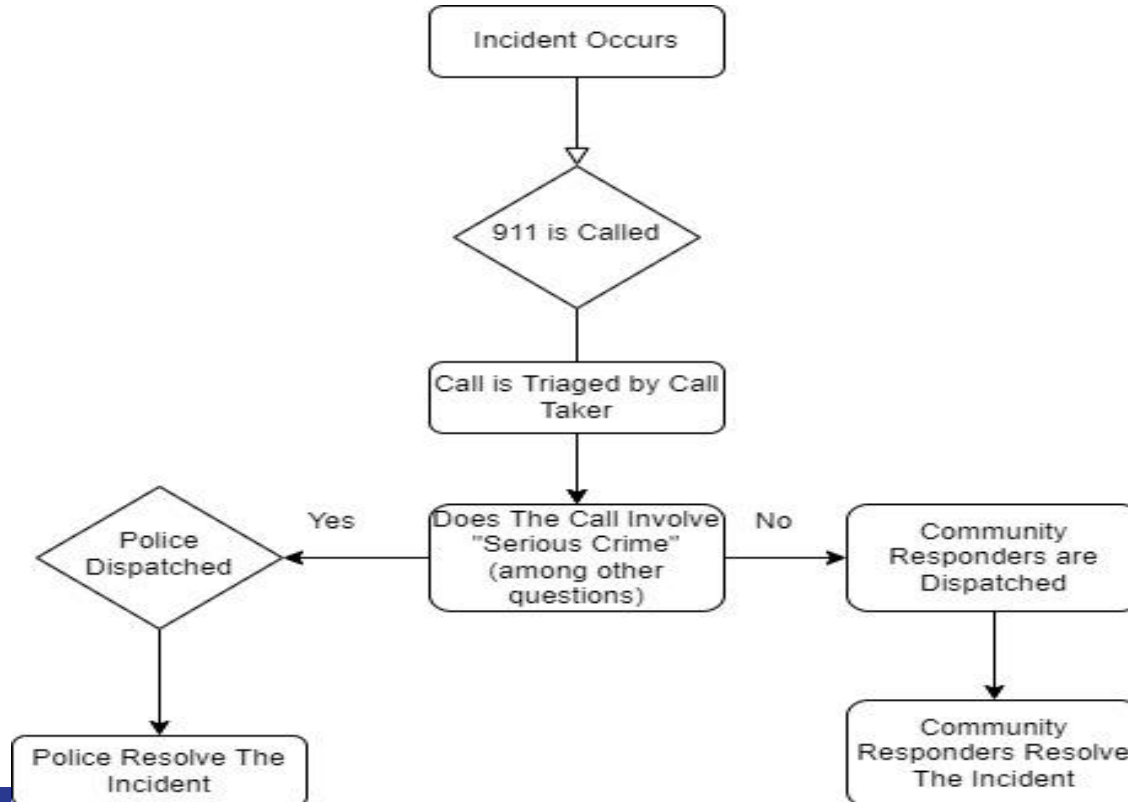 Incident Occurs
911 is Called
Call is Triaged by Call
Taker
Does The Call Involve
"Serious Crime"
(among other
questions)
Yes
No
Police
Dispatched
Community
Responders are
Dispatched
Police Resolve The
Incident
Community
Responders Resolve
The Incident